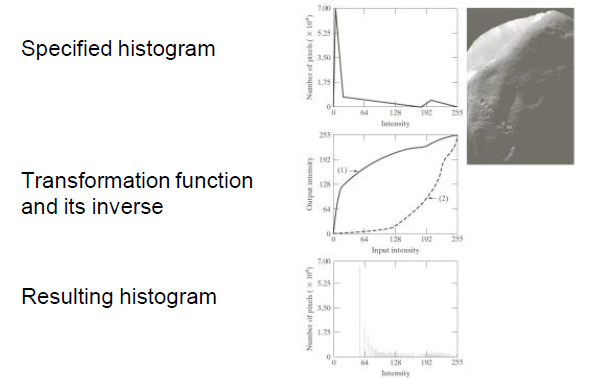 Specified histogram
Number of pixels ( × 10⁴)
7.00
5.25
3.50
1.75
0
0 64 128 192 255
Intensity
Transformation function
and its inverse
Output intensity
255
192
128
64
0
(1)
(2)
0 64 128 192 255
Input intensity
Resulting histogram
Number of pixels ( × 10⁴)
7.00
5.25
3.50
1.75
0
0 64 128 192 255
Intensity